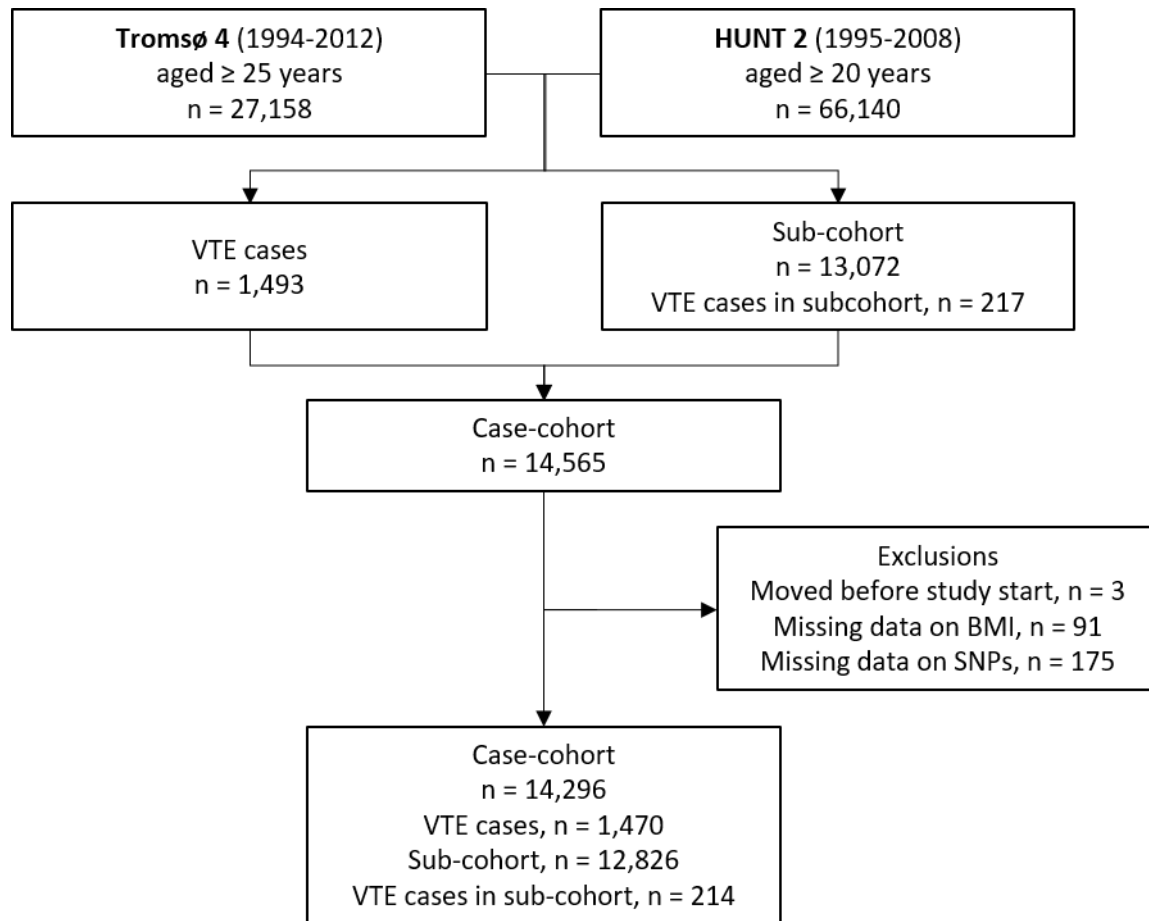 Tromsø 4 (1994-2012)
aged ≥ 25 years
n = 27,158
HUNT 2 (1995-2008)
aged ≥ 20 years
n = 66,140
VTE cases
n = 1,493
Sub-cohort
n = 13,072
VTE cases in subcohort, n = 217
Case-cohort
n = 14,565
Exclusions
Moved before study start, n = 3
Missing data on BMI, n = 91
Missing data on SNPs, n = 175
Case-cohort
n = 14,296
VTE cases, n = 1,470
Sub-cohort, n = 12,826
VTE cases in sub-cohort, n = 214